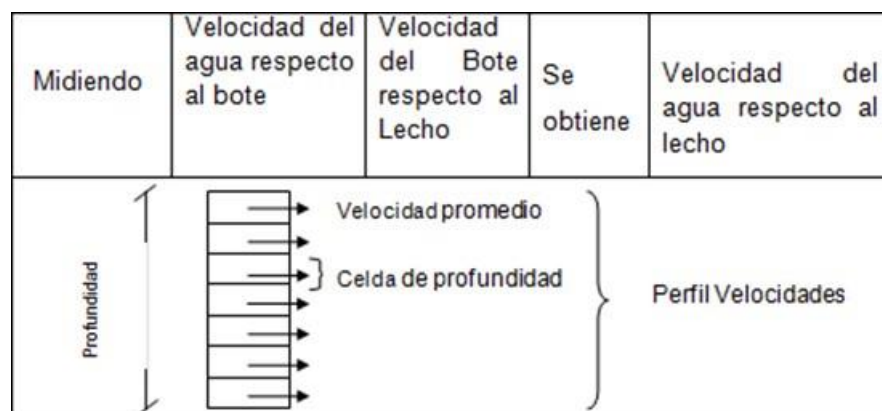 Midiendo
Velocidad del
agua respecto
al bote
Velocidad
del Bote
respecto al
Lecho
Se
obtiene
Velocidad del
agua respecto al
lecho
Profundidad
Velocidad promedio
Celda de profundidad
Perfil Velocidades